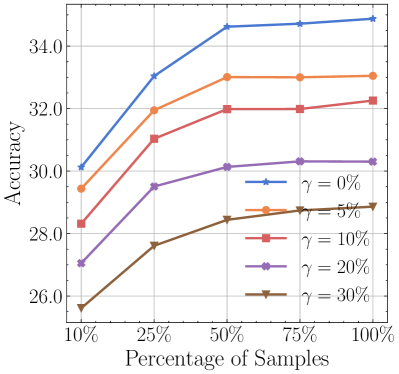 Accuracy
34.0
32.0
30.0
28.0
26.0
10% 25% 50% 75% 100%
Percentage of Samples
γ = 0%
γ = 5%
γ = 10%
γ = 20%
γ = 30%